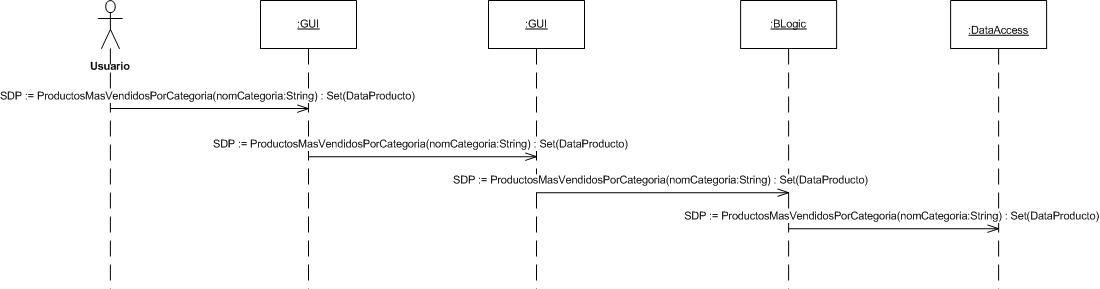 :GUI
:GUI
:BLogic
:DataAccess
Usuario
SDP := ProductosMasVendidosPorCategoria(nomCategoria:String) : Set(DataProducto)
SDP := ProductosMasVendidosPorCategoria(nomCategoria:String) : Set(DataProducto)
SDP := ProductosMasVendidosPorCategoria(nomCategoria:String) : Set(DataProducto)
SDP := ProductosMasVendidosPorCategoria(nomCategoria:String) : Set(DataProducto)